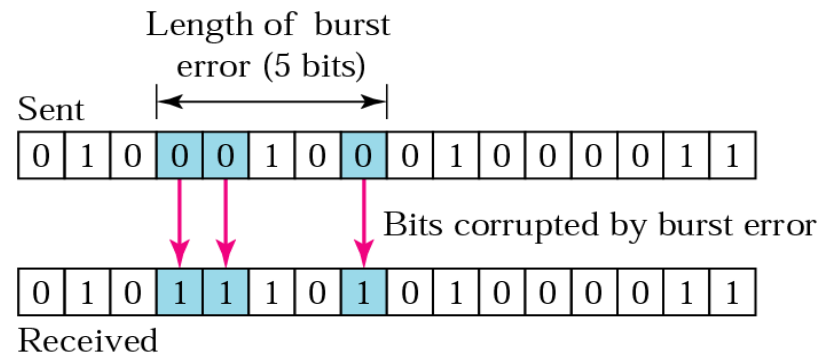 Length of burst
error (5 bits)
Sent
0 1 0 0 0 1 0 0 0 1 0 0 0 0 1 1
Bits corrupted by burst error
0 1 0 1 1 1 0 1 0 1 0 0 0 0 1 1
Received